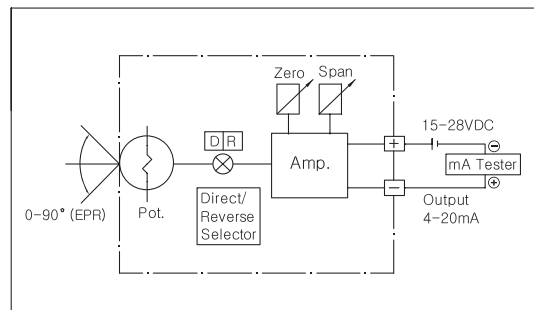 Zero Span
15-28VDC
D R
+
⊖
Amp.
mA Tester
⊕
−
0-90° (EPR)
Pot.
Direct/
Reverse
Selector
Output
4-20mA